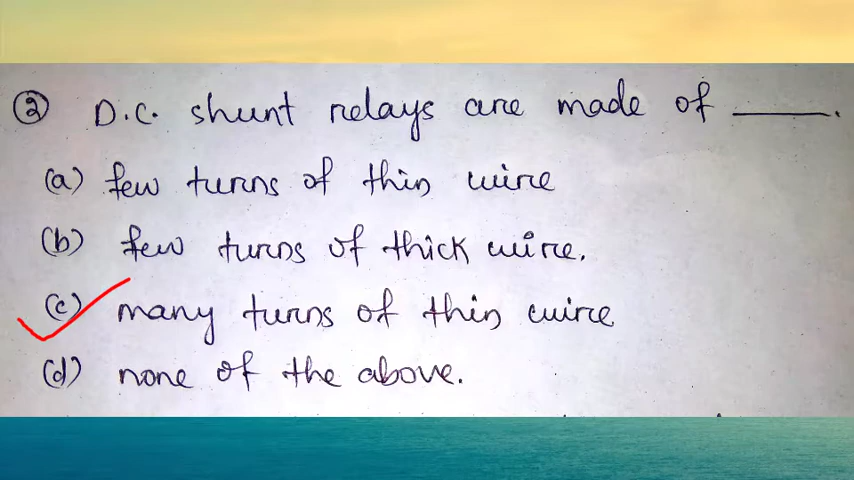 ② D.C. shunt relays are made of ____.
(a) few turns of thin wire
(b) few turns of thick wire.
(c) many turns of thin wire
(d) none of the above.